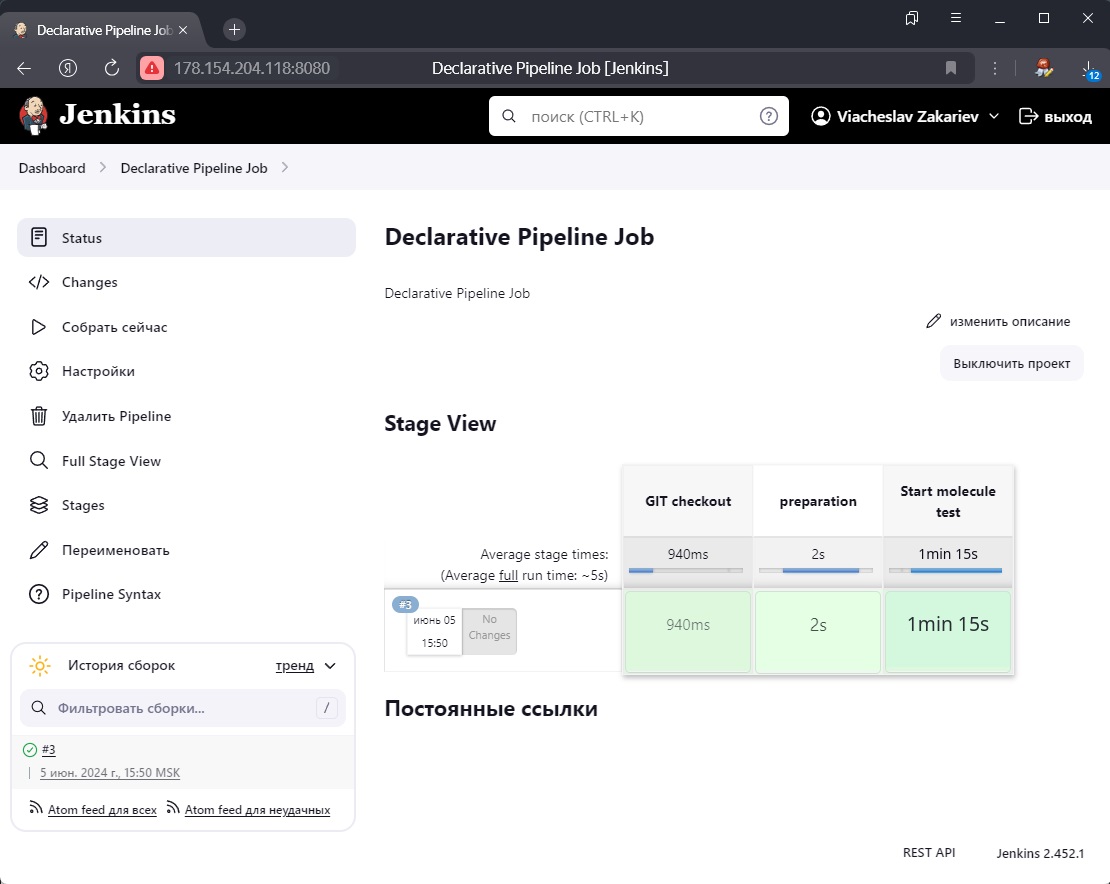 Declarative Pipeline Job
178.154.204.118:8080
Declarative Pipeline Job [Jenkins]
12
Jenkins
поиск (CTRL+K)
Viacheslav Zakariev
выход
Dashboard
Declarative Pipeline Job
Status
Changes
Собрать сейчас
Настройки
Удалить Pipeline
Full Stage View
Stages
Переименовать
Pipeline Syntax
История сборок
тренд
Фильтровать сборки...
/
#3
5 июн. 2024 г., 15:50 MSK
Atom feed для всех
Atom feed для неудачных
Declarative Pipeline Job
Declarative Pipeline Job
изменить описание
Выключить проект
Stage View
GIT checkout
preparation
Start molecule
test
Average stage times:
(Average full run time: ~5s)
940ms
2s
1min 15s
#3
июнь 05
15:50
No
Changes
940ms
2s
1min 15s
Постоянные ссылки
REST API
Jenkins 2.452.1